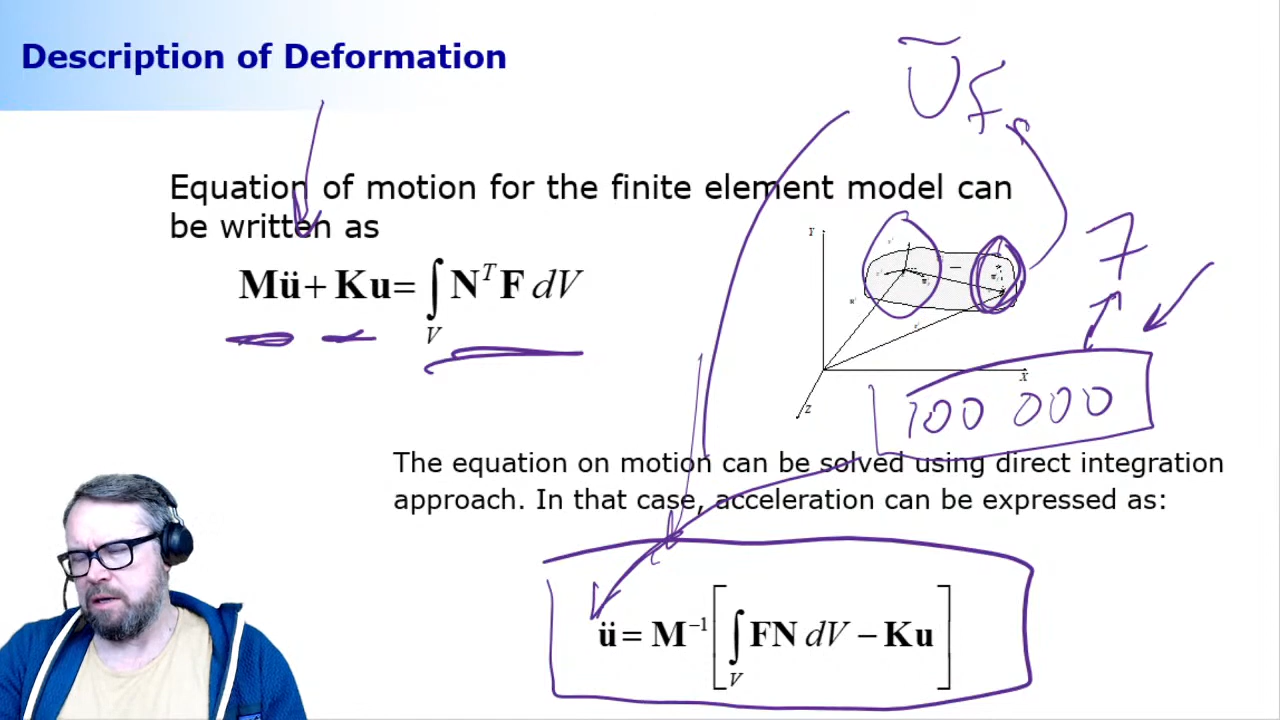 Description of Deformation
Ū f
Equation of motion for the finite element model can
be written as
Mü+ Ku= ∫_V N^T F dV
Y
X
Z
7
100 000
The equation on motion can be solved using direct integration
approach. In that case, acceleration can be expressed as:
ü= M^{-1} [ ∫_V FN dV − Ku ]